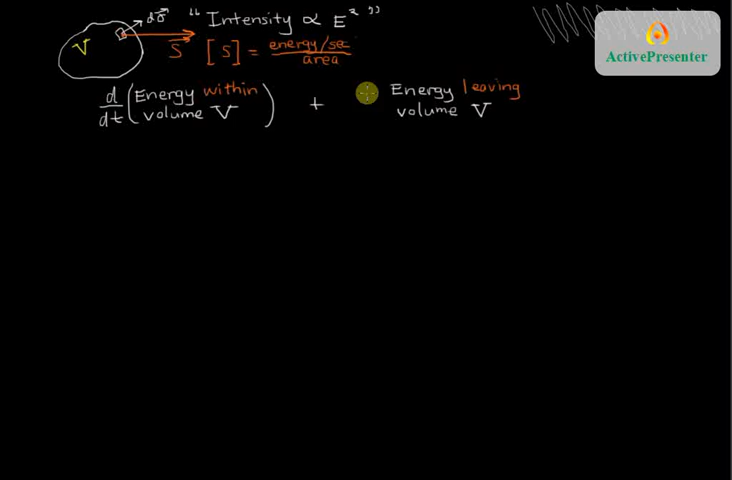 dσ⃗ " Intensity ∝ E² "
V S⃗ [S] = energy/sec / area
d/dt (Energy within volume V) + Energy leaving volume V
ActivePresenter